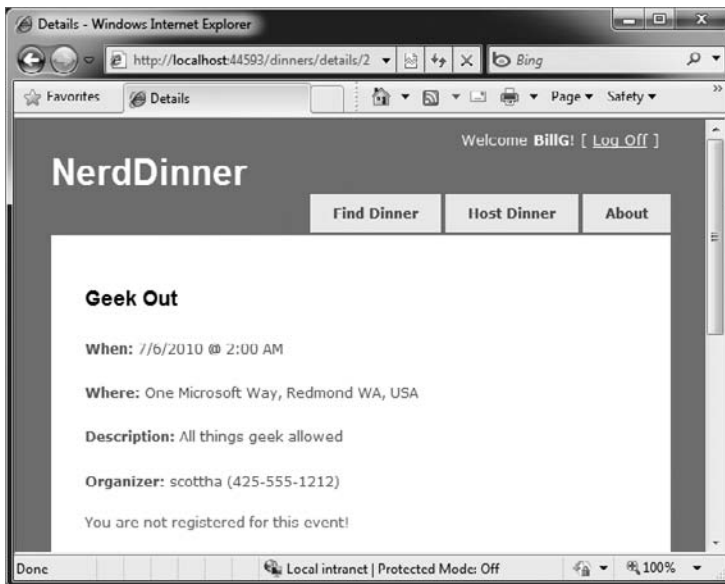 Details - Windows Internet Explorer
http://localhost:44593/dinners/details/2
Bing
Favorites
Details
Page
Safety
Welcome BillG! [ Log Off ]
NerdDinner
Find Dinner
Host Dinner
About
Geek Out
When: 7/6/2010 @ 2:00 AM
Where: One Microsoft Way, Redmond WA, USA
Description: All things geek allowed
Organizer: scottha (425-555-1212)
You are not registered for this event!
Done
Local intranet | Protected Mode: Off
100%